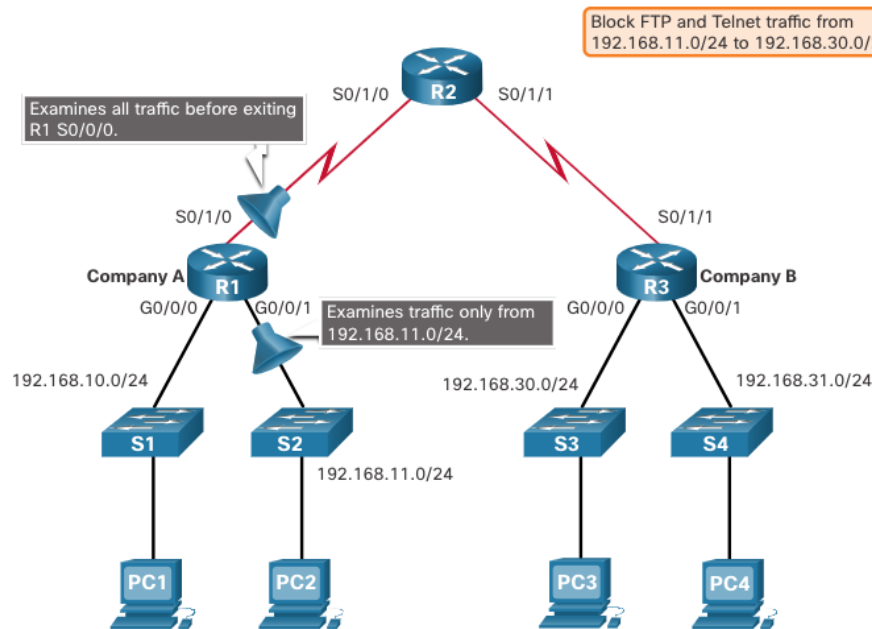 Block FTP and Telnet traffic from
192.168.11.0/24 to 192.168.30.0/
R2
S0/1/0
S0/1/1
Examines all traffic before exiting
R1 S0/0/0.
S0/1/0
S0/1/1
Company A
R1
R3
Company B
G0/0/0
G0/0/1
G0/0/0
G0/0/1
Examines traffic only from
192.168.11.0/24.
192.168.10.0/24
192.168.30.0/24
192.168.31.0/24
S1
S2
S3
S4
192.168.11.0/24
PC1
PC2
PC3
PC4